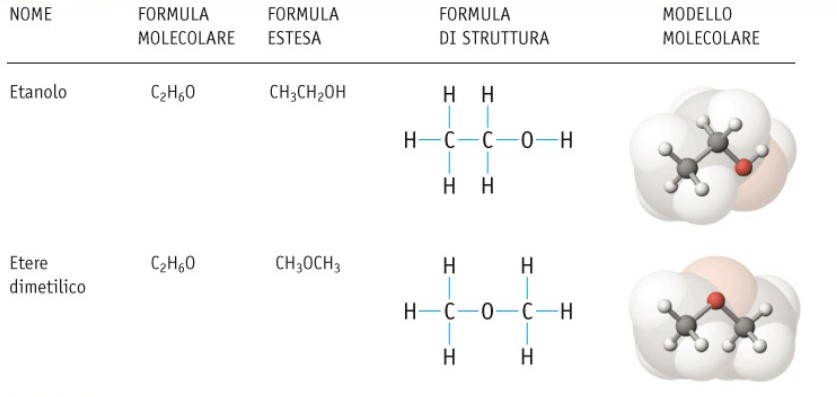 NOME FORMULA MOLECOLARE FORMULA ESTESA FORMULA DI STRUTTURA MODELLO MOLECOLARE
Etanolo C₂H₆O CH₃CH₂OH
H H
H—C—C—O—H
H H
Etere dimetilico C₂H₆O CH₃OCH₃
H H
H—C—O—C—H
H H